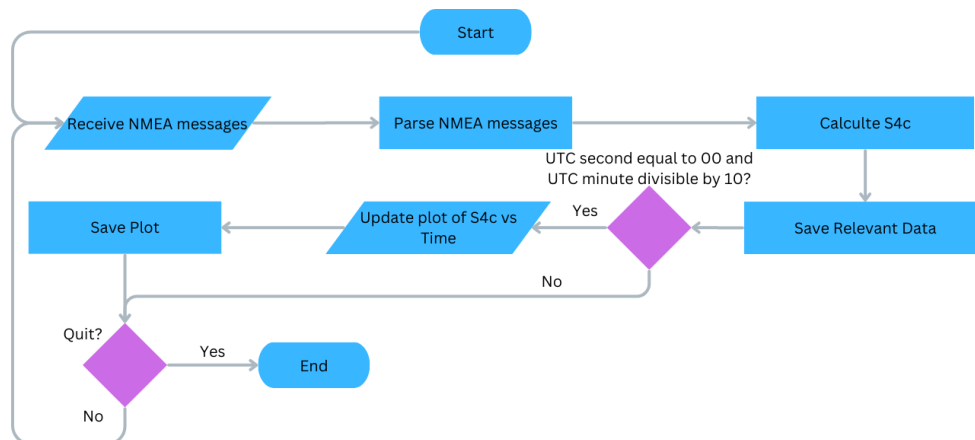 Start
Receive NMEA messages
Parse NMEA messages
Calculte S4c
UTC second equal to 00 and
UTC minute divisible by 10?
Save Plot
Update plot of S4c vs
Time
Yes
Save Relevant Data
No
Quit?
Yes
End
No